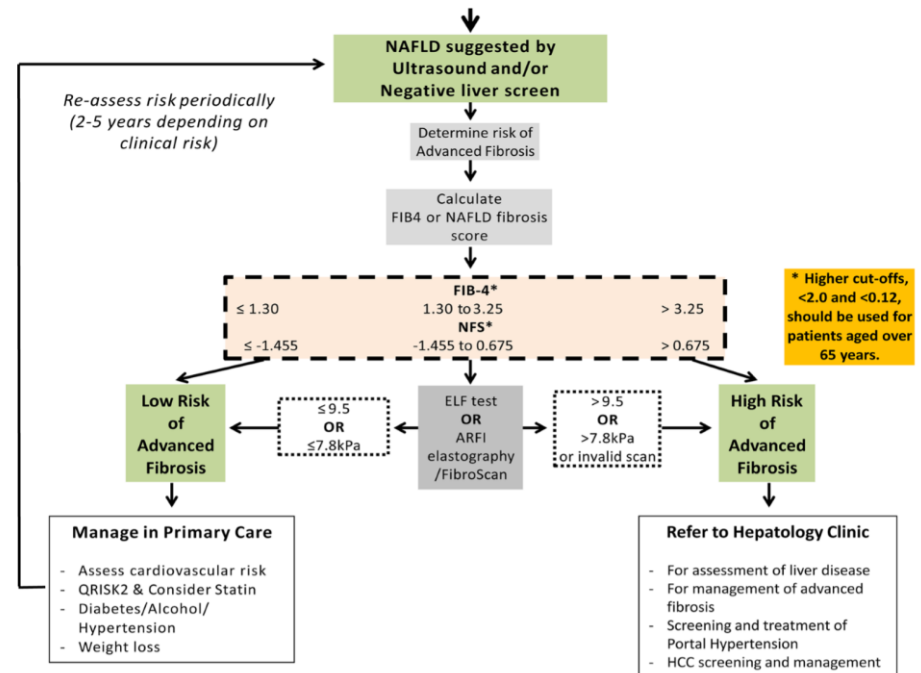 NAFLD suggested by
Ultrasound and/or
Negative liver screen
Re-assess risk periodically
(2-5 years depending on
clinical risk)
Determine risk of
Advanced Fibrosis
Calculate
FIB4 or NAFLD fibrosis
score
FIB-4*
≤ 1.30 1.30 to 3.25 > 3.25
NFS*
≤ -1.455 -1.455 to 0.675 > 0.675
* Higher cut-offs,
<2.0 and <0.12,
should be used for
patients aged over
65 years.
Low Risk
of
Advanced
Fibrosis
≤ 9.5
OR
≤7.8kPa
ELF test
OR
ARFI
elastography
/FibroScan
>9.5
OR
>7.8kPa
or invalid scan
High Risk
of
Advanced
Fibrosis
Manage in Primary Care
- Assess cardiovascular risk
- QRISK2 & Consider Statin
- Diabetes/Alcohol/
Hypertension
- Weight loss
Refer to Hepatology Clinic
- For assessment of liver disease
- For management of advanced
fibrosis
- Screening and treatment of
Portal Hypertension
- HCC screening and management